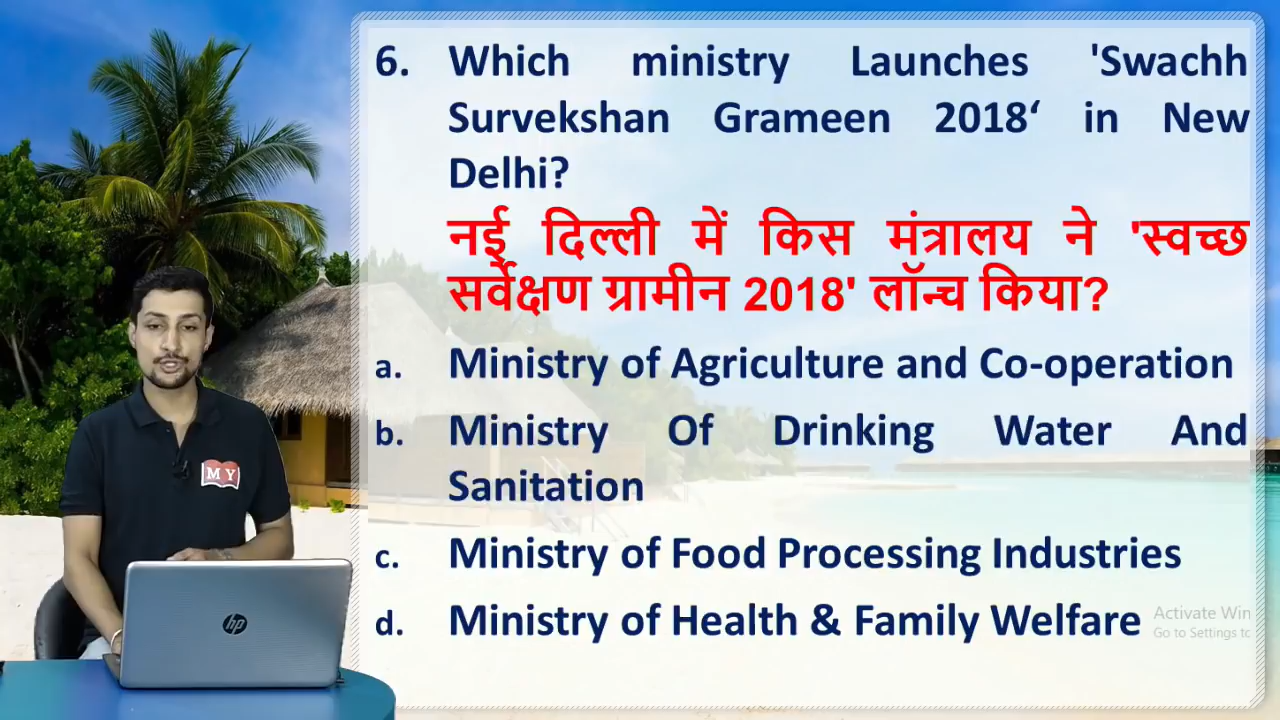 6. Which ministry Launches 'Swachh
Survekshan Grameen 2018‘ in New
Delhi?
नई दिल्ली में किस मंत्रालय ने 'स्वच्छ
सर्वेक्षण ग्रामीन 2018' लॉन्च किया?
a. Ministry of Agriculture and Co-operation
b. Ministry Of Drinking Water And
Sanitation
c. Ministry of Food Processing Industries
d. Ministry of Health & Family Welfare
Activate Win
Go to Settings to
MY
hp